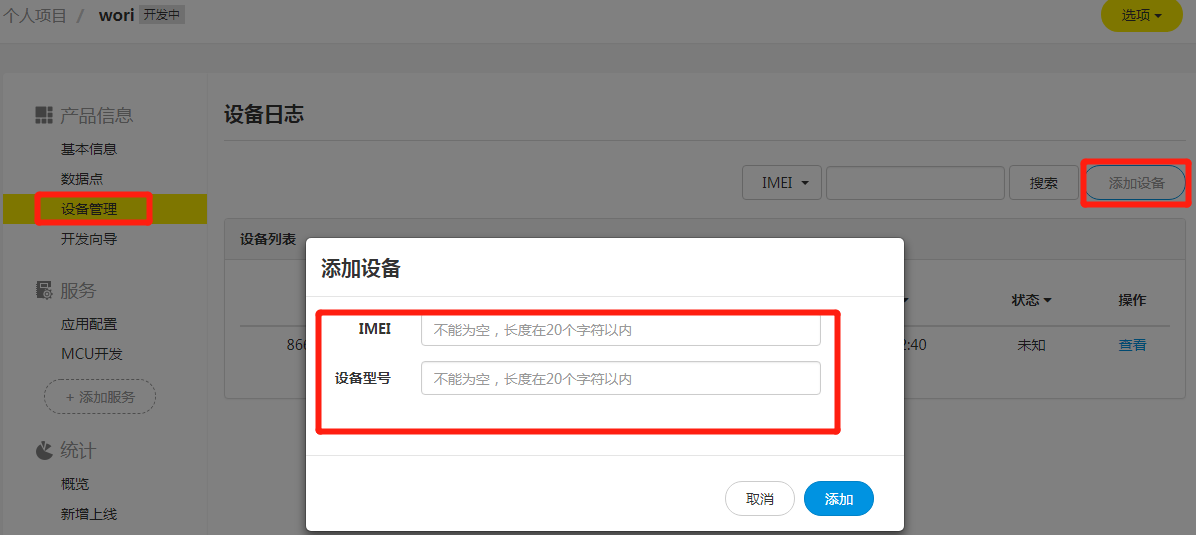 个人项目 / wori 开发中
选项
产品信息
基本信息
数据点
设备管理
开发向导
服务
应用配置
MCU开发
+ 添加服务
统计
概览
新增上线
设备日志
IMEI 搜索 添加设备
设备列表
状态 操作
866 2:40 未知 查看
添加设备
IMEI 不能为空，长度在20个字符以内
设备型号 不能为空，长度在20个字符以内
取消 添加